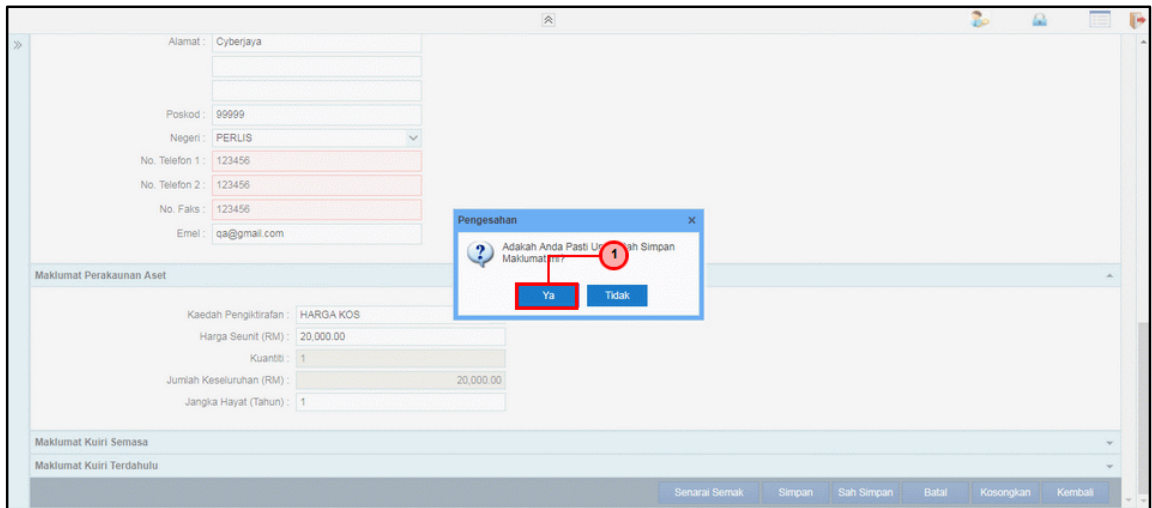 Alamat : Cyberjaya
Poskod : 99999
Negeri : PERLIS
No. Telefon 1 : 123456
No. Telefon 2 : 123456
No. Faks : 123456
Emel : qa@gmail.com
Pengesahan
Adakah Anda Pasti Simpan
Maklumat ini?
1
Ya Tidak
Maklumat Perakaunan Aset
Kaedah Pengiktirafan : HARGA KOS
Harga Seunit (RM) : 20,000.00
Kuantiti : 1
Jumlah Keseluruhan (RM) : 20,000.00
Jangka Hayat (Tahun) : 1
Maklumat Kuiri Semasa
Maklumat Kuiri Terdahulu
Senarai Semak Simpan Sah Simpan Batal Kosongkan Kembali